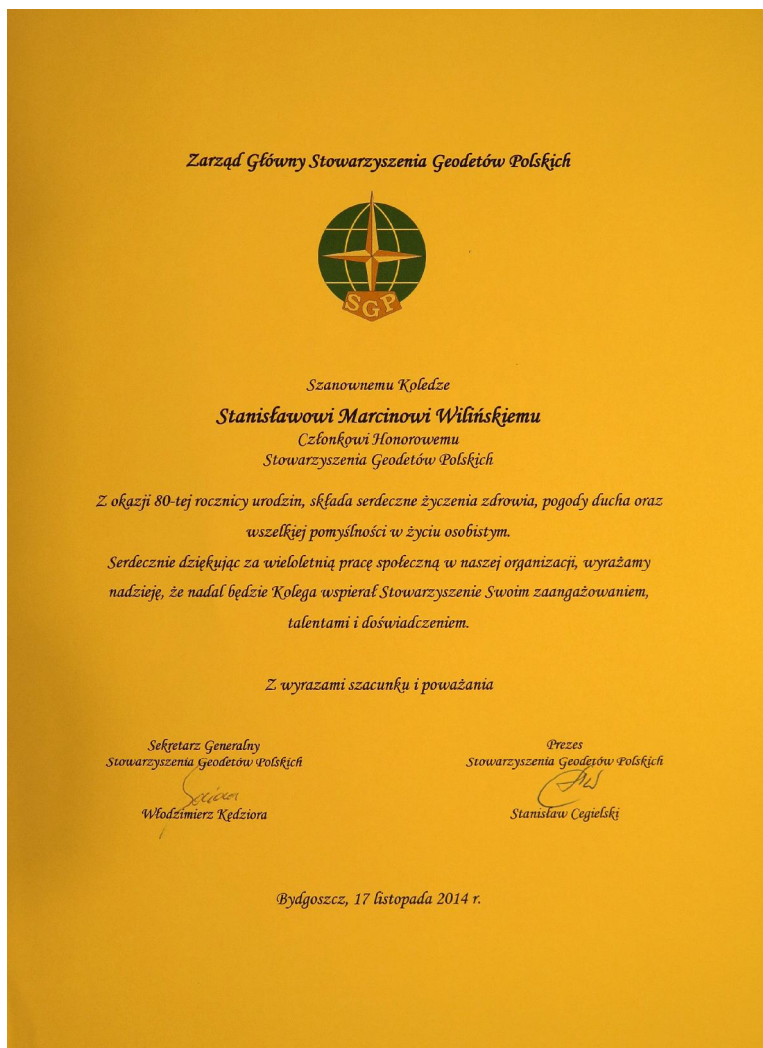 Zarząd Główny Stowarzyszenia Geodetów Polskich
SGP
Szanownemu Koledze
Stanisławowi Marcinowi Wilińskiemu
Członkowi Honorowemu
Stowarzyszenia Geodetów Polskich
Z okazji 80-tej rocznicy urodzin, składa serdeczne życzenia zdrowia, pogody ducha oraz
wszelkiej pomyślności w życiu osobistym.
Serdecznie dziękując za wieloletnią pracę społeczną w naszej organizacji, wyrażamy
nadzieję, że nadal będzie Kolega wspierał Stowarzyszenie Swoim zaangażowaniem,
talentami i doświadczeniem.
Z wyrazami szacunku i poważania
Sekretarz Generalny
Stowarzyszenia Geodetów Polskich
Włodzimierz Kędziora
Prezes
Stowarzyszenia Geodetów Polskich
Stanisław Cegielski
Bydgoszcz, 17 listopada 2014 r.